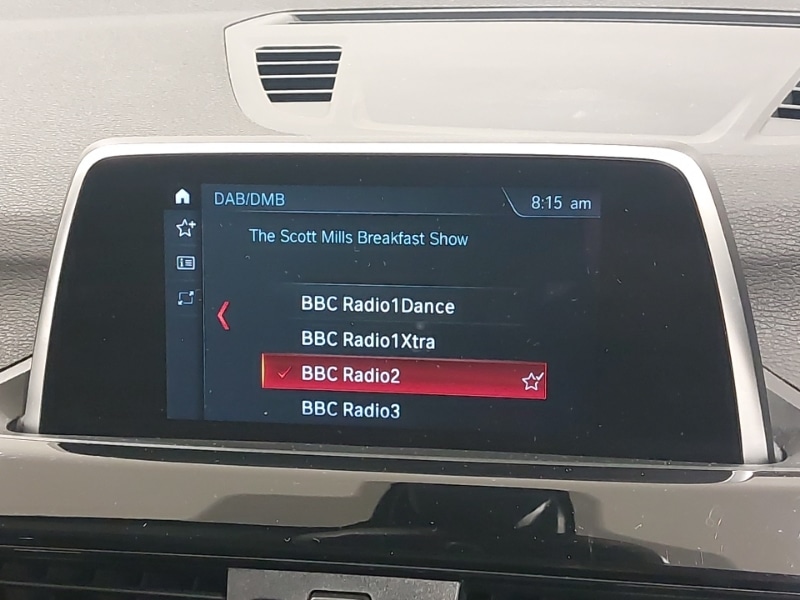 DAB/DMB
8:15 am
The Scott Mills Breakfast Show
BBC Radio1Dance
BBC Radio1Xtra
BBC Radio2
BBC Radio3